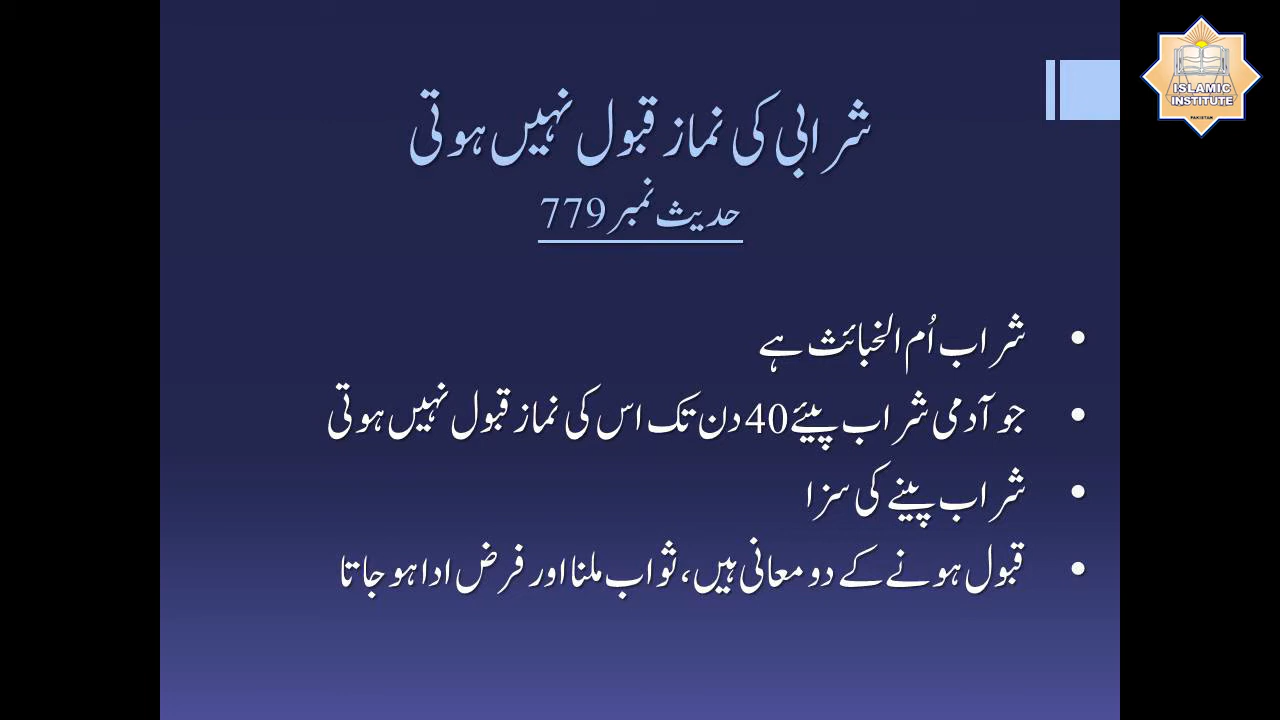 شرابی کی نماز قبول نہیں ہوتی
حدیث نمبر 779
• شراب اُم الخبائث ہے
• جو آدمی شراب پیئے 40 دن تک اس کی نماز قبول نہیں ہوتی
• شراب پینے کی سزا
• قبول ہونے کے دو معانی ہیں، ثواب ملنا اور فرض ادا ہو جاتا
ISLAMIC
INSTITUTE
PAKISTAN